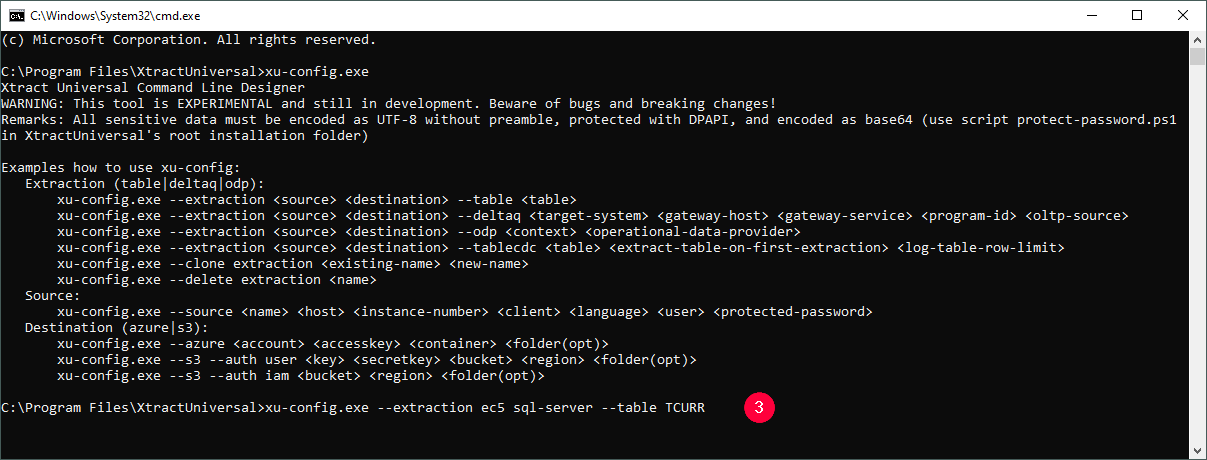 C:\Windows\System32\cmd.exe
(c) Microsoft Corporation. All rights reserved.
C:\Program Files\XtractUniversal>xu-config.exe
Xtract Universal Command Line Designer
WARNING: This tool is EXPERIMENTAL and still in development. Beware of bugs and breaking changes!
Remarks: All sensitive data must be encoded as UTF-8 without preamble, protected with DPAPI, and encoded as base64 (use script protect-password.ps1
in XtractUniversal's root installation folder)
Examples how to use xu-config:
Extraction (table|deltaq|odp):
xu-config.exe --extraction <source> <destination> --table <table>
xu-config.exe --extraction <source> <destination> --deltaq <target-system> <gateway-host> <gateway-service> <program-id> <oltp-source>
xu-config.exe --extraction <source> <destination> --odp <context> <operational-data-provider>
xu-config.exe --extraction <source> <destination> --tablecdc <table> <extract-table-on-first-extraction> <log-table-row-limit>
xu-config.exe --clone extraction <existing-name> <new-name>
xu-config.exe --delete extraction <name>
Source:
xu-config.exe --source <name> <host> <instance-number> <client> <language> <user> <protected-password>
Destination (azure|s3):
xu-config.exe --azure <account> <accesskey> <container> <folder(opt)>
xu-config.exe --s3 --auth user <key> <secretkey> <bucket> <region> <folder(opt)>
xu-config.exe --s3 --auth iam <bucket> <region> <folder(opt)>
C:\Program Files\XtractUniversal>xu-config.exe --extraction ec5 sql-server --table TCURR 3